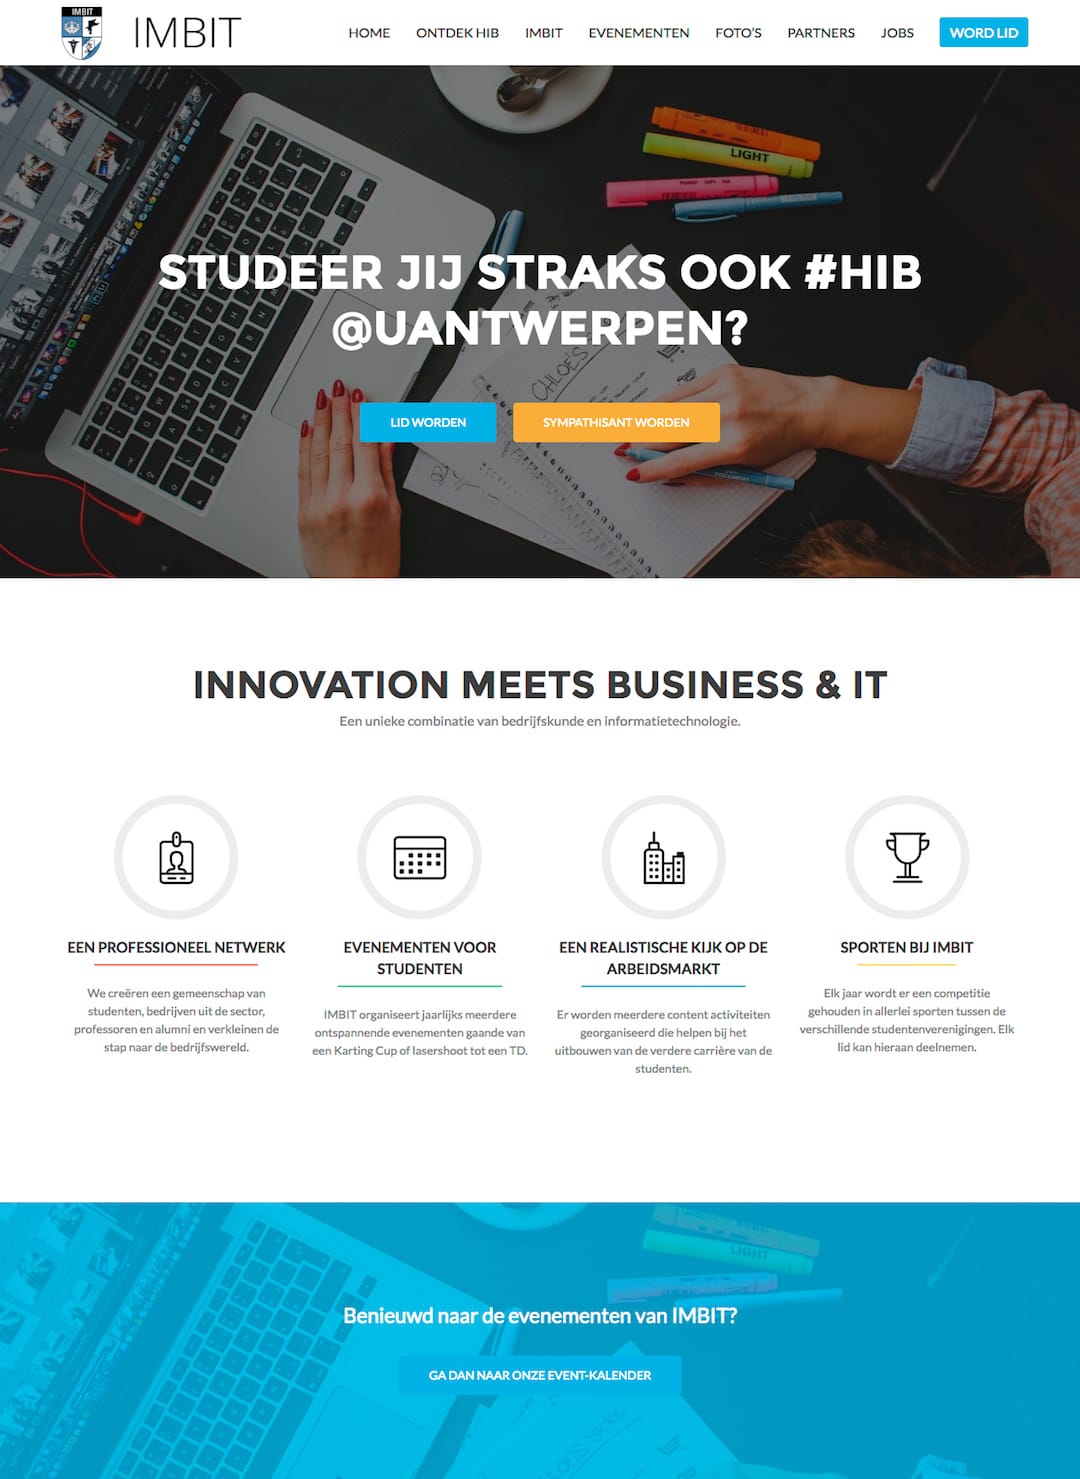 IMBIT
IMBIT
HOME ONTDEK HIB IMBIT EVENEMENTEN FOTO'S PARTNERS JOBS WORD LID
LIGHT
STUDEER JIJ STRAKS OOK #HIB
@UANTWERPEN?
CHLOE'S
LID WORDEN SYMPATHISANT WORDEN
DOCUMENT
INNOVATION MEETS BUSINESS & IT
Een unieke combinatie van bedrijfskunde en informatietechnologie.
EEN PROFESSIONEEL NETWERK
We creëren een gemeenschap van
studenten, bedrijven uit de sector,
professoren en alumni en verkleinen de
stap naar de bedrijfswereld.
EVENEMENTEN VOOR
STUDENTEN
IMBIT organiseert jaarlijks meerdere
ontspannende evenementen gaande van
een Karting Cup of lasershoot tot een TD.
EEN REALISTISCHE KIJK OP DE
ARBEIDSMARKT
Er worden meerdere content activiteiten
georganiseerd die helpen bij het
uitbouwen van de verdere carrière van de
studenten.
SPORTEN BIJ IMBIT
Elk jaar wordt er een competitie
gehouden in allerlei sporten tussen de
verschillende studentenverenigingen. Elk
lid kan hieraan deelnemen.
LIGHT
Benieuwd naar de evenementen van IMBIT?
GA DAN NAAR ONZE EVENT-KALENDER
CHLOE'S